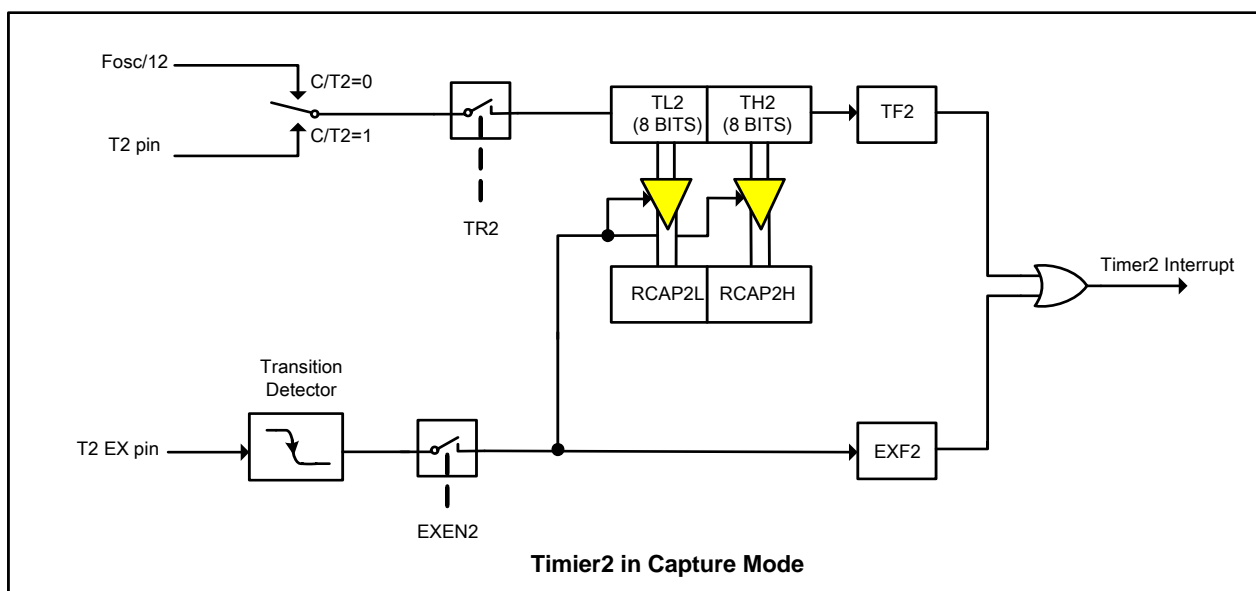 Fosc/12
C/T2=0
T2 pin
C/T2=1
TR2
TL2
(8 BITS)
TH2
(8 BITS)
TF2
RCAP2L
RCAP2H
Timer2 Interrupt
Transition
Detector
T2 EX pin
EXEN2
EXF2
Timier2 in Capture Mode